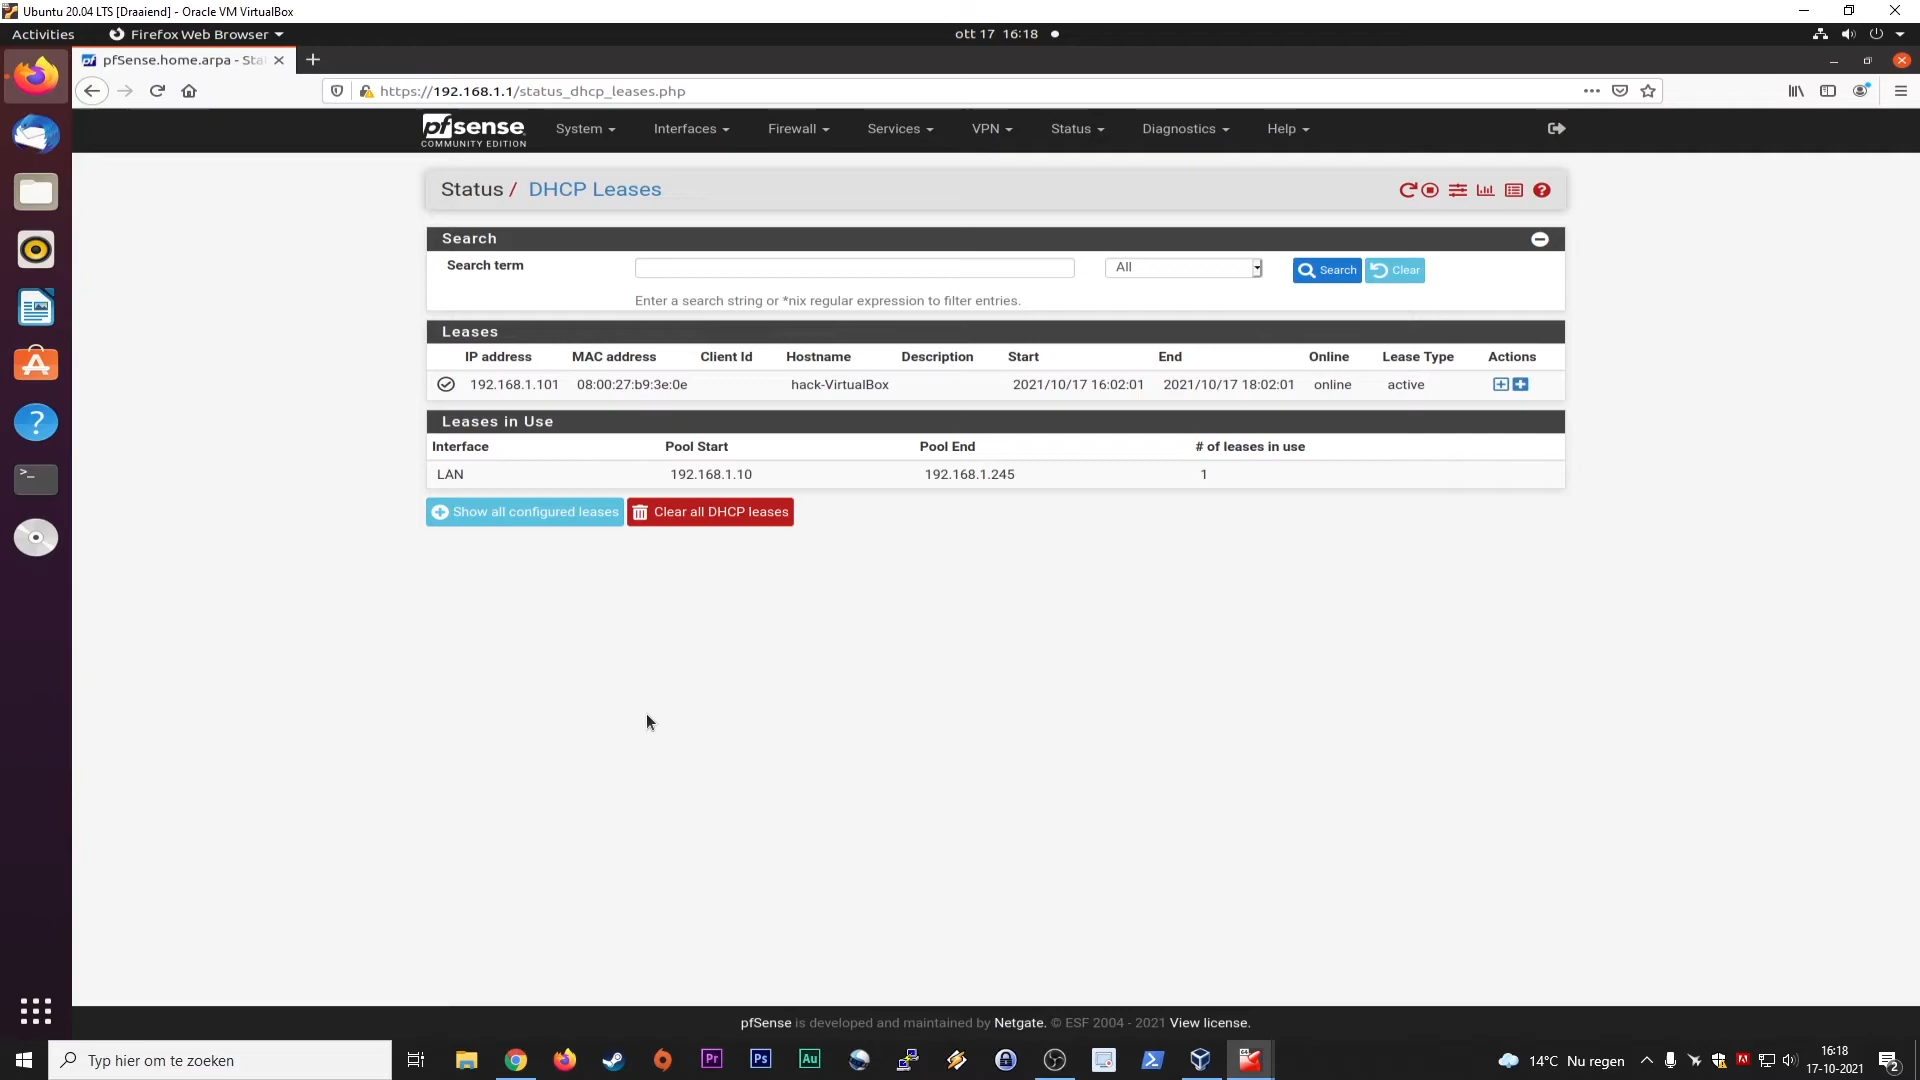 Ubuntu 20.04 LTS [Draaiend] - Oracle VM VirtualBox
Activities Firefox Web Browser ott 17 16:18
pfSense.home.arpa - Sta
https://192.168.1.1/status_dhcp_leases.php
pfsense COMMUNITY EDITION System Interfaces Firewall Services VPN Status Diagnostics Help
Status / DHCP Leases
Search
Search term All Search Clear
Enter a search string or *nix regular expression to filter entries.
Leases
IP address MAC address Client Id Hostname Description Start End Online Lease Type Actions
192.168.1.101 08:00:27:b9:3e:0e hack-VirtualBox 2021/10/17 16:02:01 2021/10/17 18:02:01 online active
Leases in Use
Interface Pool Start Pool End # of leases in use
LAN 192.168.1.10 192.168.1.245 1
Show all configured leases Clear all DHCP leases
pfSense is developed and maintained by Netgate. © ESF 2004 - 2021 View license.
Typ hier om te zoeken Pr Ps Au 14°C Nu regen 16:18
17-10-2021 2